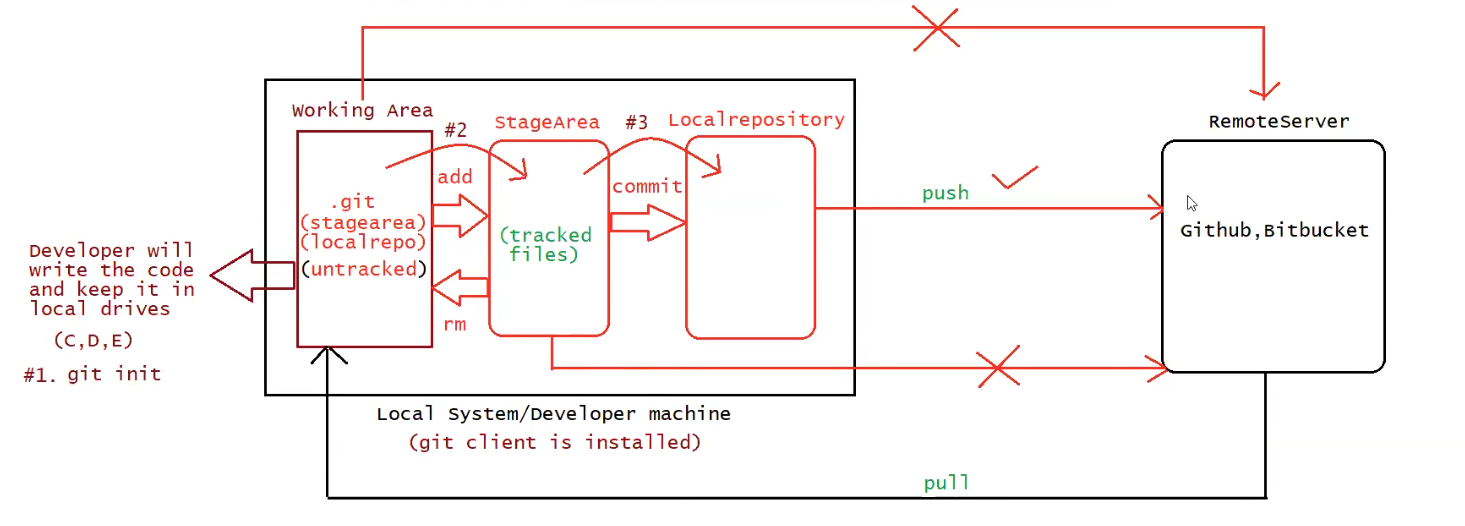 Working Area
#2
StageArea
#3
Localrepository
RemoteServer
add
commit
push
.git
(stagearea)
(localrepo)
(untracked)
(tracked
files)
Github,Bitbucket
Developer will
write the code
and keep it in
local drives
(C,D,E)
#1. git init
rm
Local System/Developer machine
(git client is installed)
pull